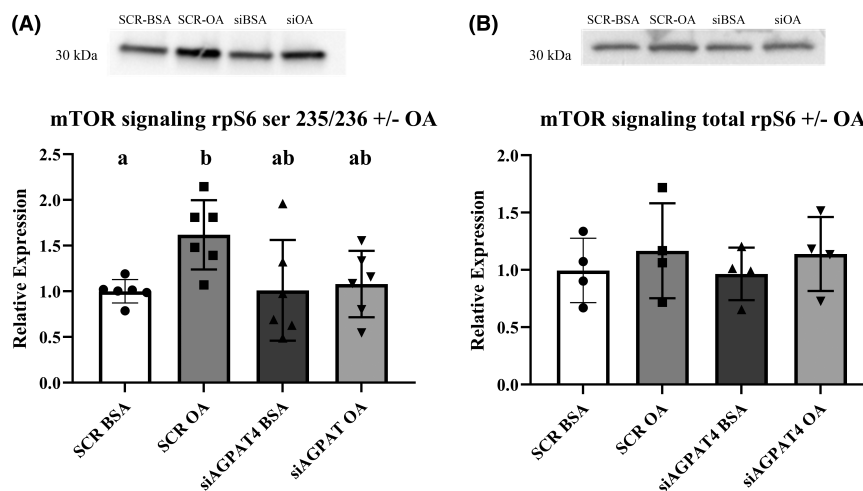 (A)
SCR-BSA SCR-OA siBSA siOA
30 kDa
mTOR signaling rpS6 ser 235/236 +/- OA
a b ab ab
Relative Expression
2.5
2.0
1.5
1.0
0.5
0.0
SCR BSA
SCR OA
siAGPAT4 BSA
siAGPAT OA
(B)
SCR-BSA SCR-OA siBSA siOA
30 kDa
mTOR signaling total rpS6 +/- OA
Relative Expression
2.0
1.5
1.0
0.5
0.0
SCR BSA
SCR OA
siAGPAT4 BSA
siAGPAT4 OA